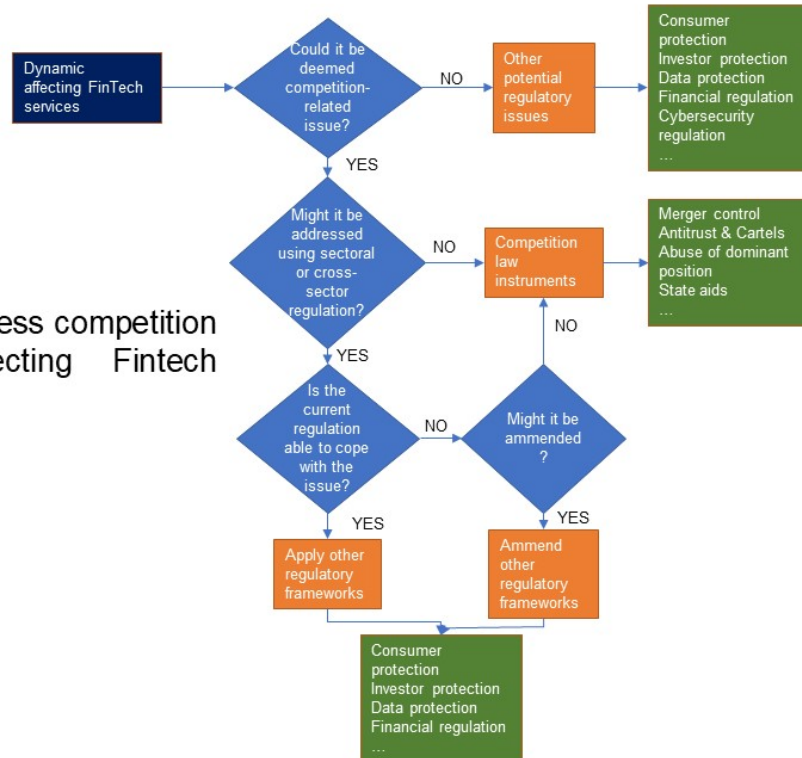 Dynamic
affecting FinTech
services
Could it be
deemed
competition-
related
issue?
NO
Other
potential
regulatory
issues
Consumer
protection
Investor protection
Data protection
Financial regulation
Cybersecurity
regulation
...
YES
Might it be
addressed
using sectoral
or cross-
sector
regulation?
NO
Competition
law
instruments
Merger control
Antitrust & Cartels
Abuse of dominant
position
State aids
...
ess competition
ecting Fintech
YES
NO
Is the
current
regulation
able to cope
with the
issue?
NO
Might it be
ammended
?
YES
YES
Apply other
regulatory
frameworks
Ammend
other
regulatory
frameworks
Consumer
protection
Investor protection
Data protection
Financial regulation
...